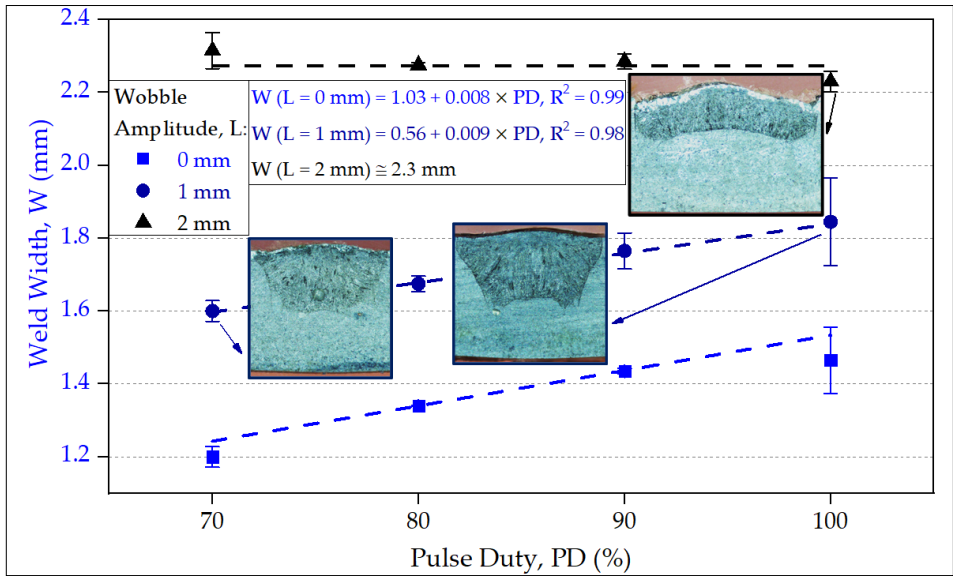 2.4
2.2
2.0
1.8
1.6
1.4
1.2
Weld Width, W (mm)
Wobble
Amplitude, L:
0 mm
1 mm
2 mm
W (L = 0 mm) = 1.03 + 0.008 × PD, R² = 0.99
W (L = 1 mm) = 0.56 + 0.009 × PD, R² = 0.98
W (L = 2 mm) ≅ 2.3 mm
70 80 90 100
Pulse Duty, PD (%)